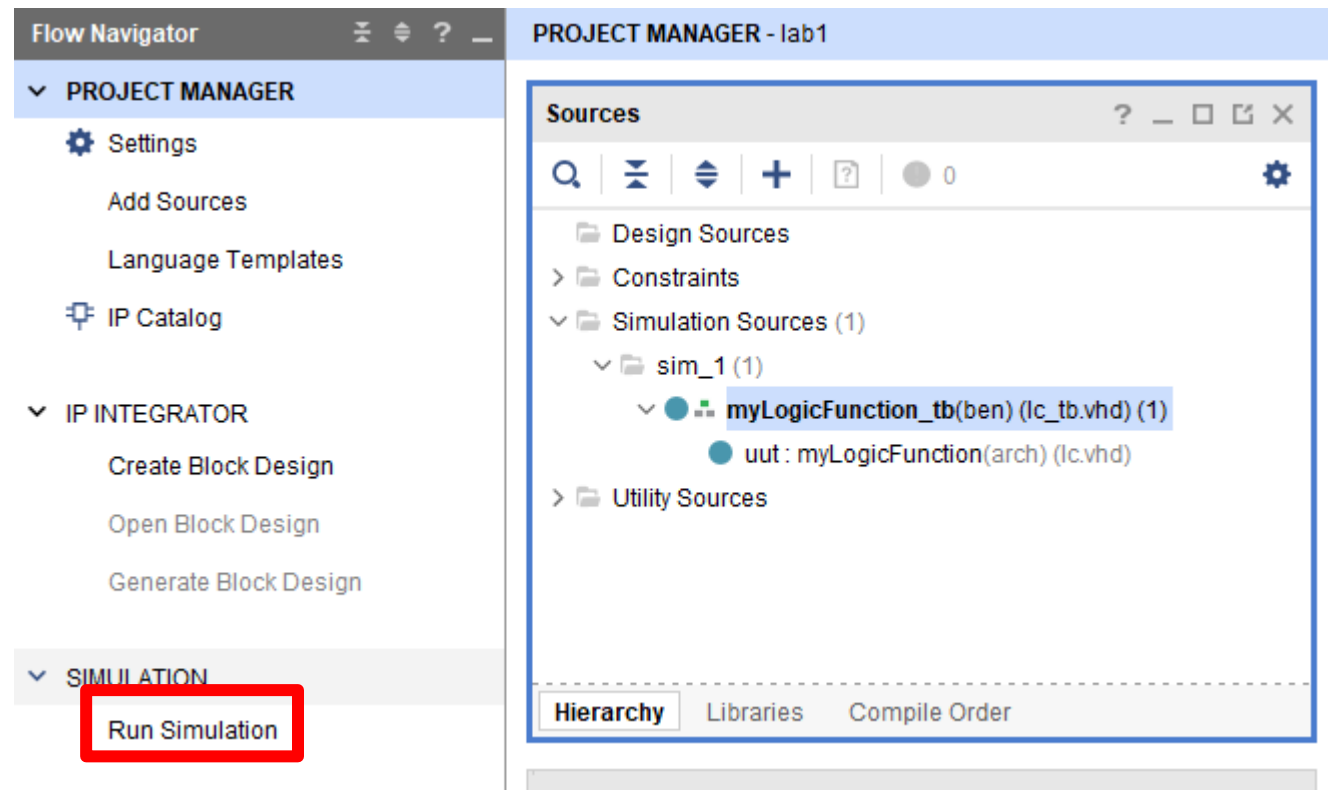 Flow Navigator
PROJECT MANAGER
Settings
Add Sources
Language Templates
IP Catalog
IP INTEGRATOR
Create Block Design
Open Block Design
Generate Block Design
SIMULATION
Run Simulation
PROJECT MANAGER - lab1
Sources
0
Design Sources
Constraints
Simulation Sources (1)
sim_1 (1)
myLogicFunction_tb(ben) (lc_tb.vhd) (1)
uut : myLogicFunction(arch) (lc.vhd)
Utility Sources
Hierarchy Libraries Compile Order